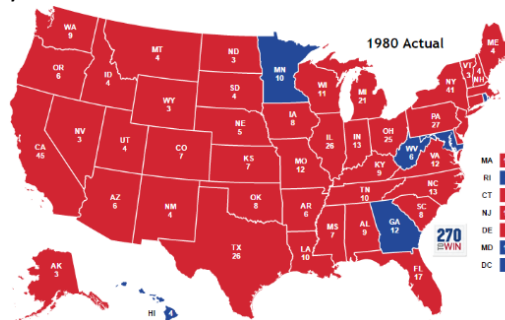 1980 Actual
WA
9
OR
6
CA
45
NV
3
ID
4
MT
4
WY
3
UT
4
AZ
6
CO
7
NM
4
ND
3
SD
4
NE
5
KS
7
OK
8
TX
26
MN
10
IA
8
MO
12
AR
6
LA
10
WI
11
IL
26
MI
21
IN
13
OH
25
KY
9
TN
10
MS
7
AL
9
GA
12
FL
17
SC
8
NC
13
VA
12
WV
6
PA
27
NY
41
VT
3
4
NH
ME
4
AK
3
HI
4
MA
RI
CT
NJ
DE
MD
DC
270
TO
WIN